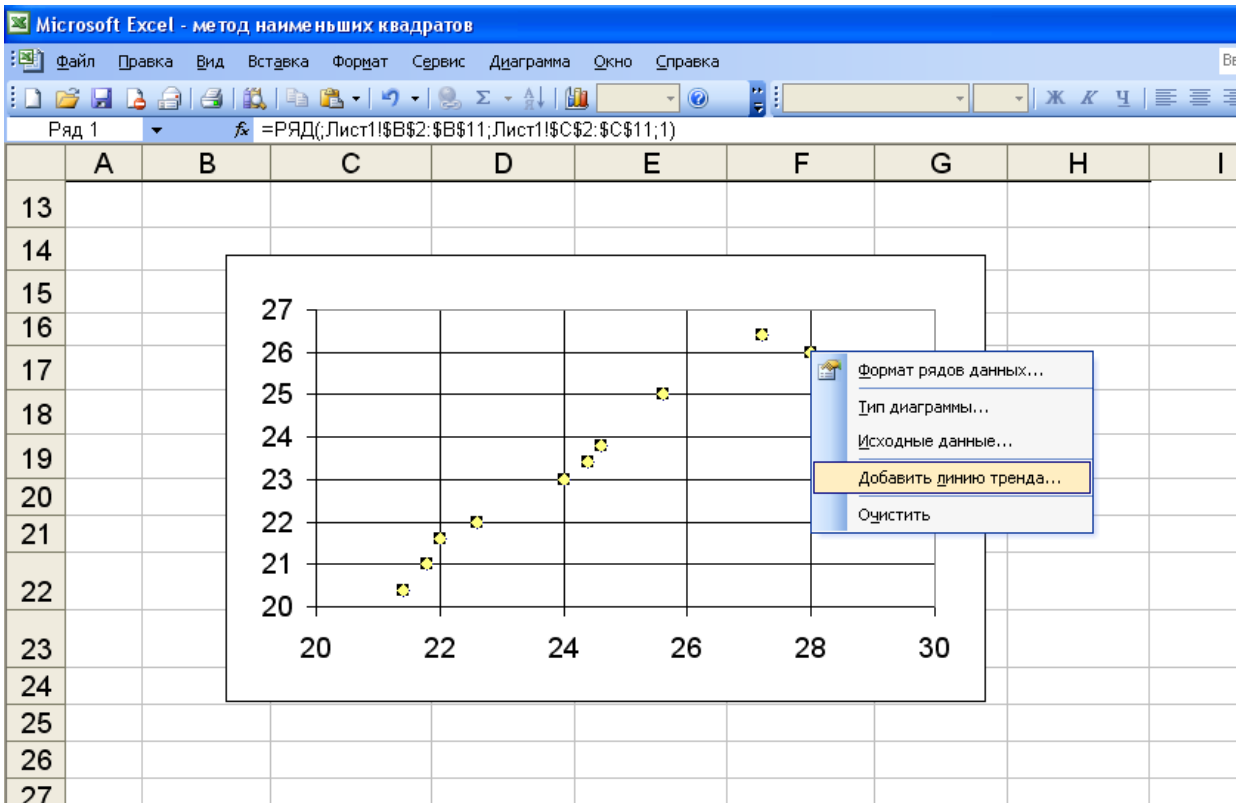 Microsoft Excel - метод наименьших квадратов
Файл Правка Вид Вставка Формат Сервис Диаграмма Окно Справка
Σ Ж К Ч
Ряд 1 fx =РЯД(;Лист1!$B$2:$B$11;Лист1!$C$2:$C$11;1)
A B C D E F G H I
13
14
15
16
17
18
19
20
21
22
23
24
25
26
27
27
26
25
24
23
22
21
20
20 22 24 26 28 30
Формат рядов данных...
Тип диаграммы...
Исходные данные...
Добавить линию тренда...
Очистить